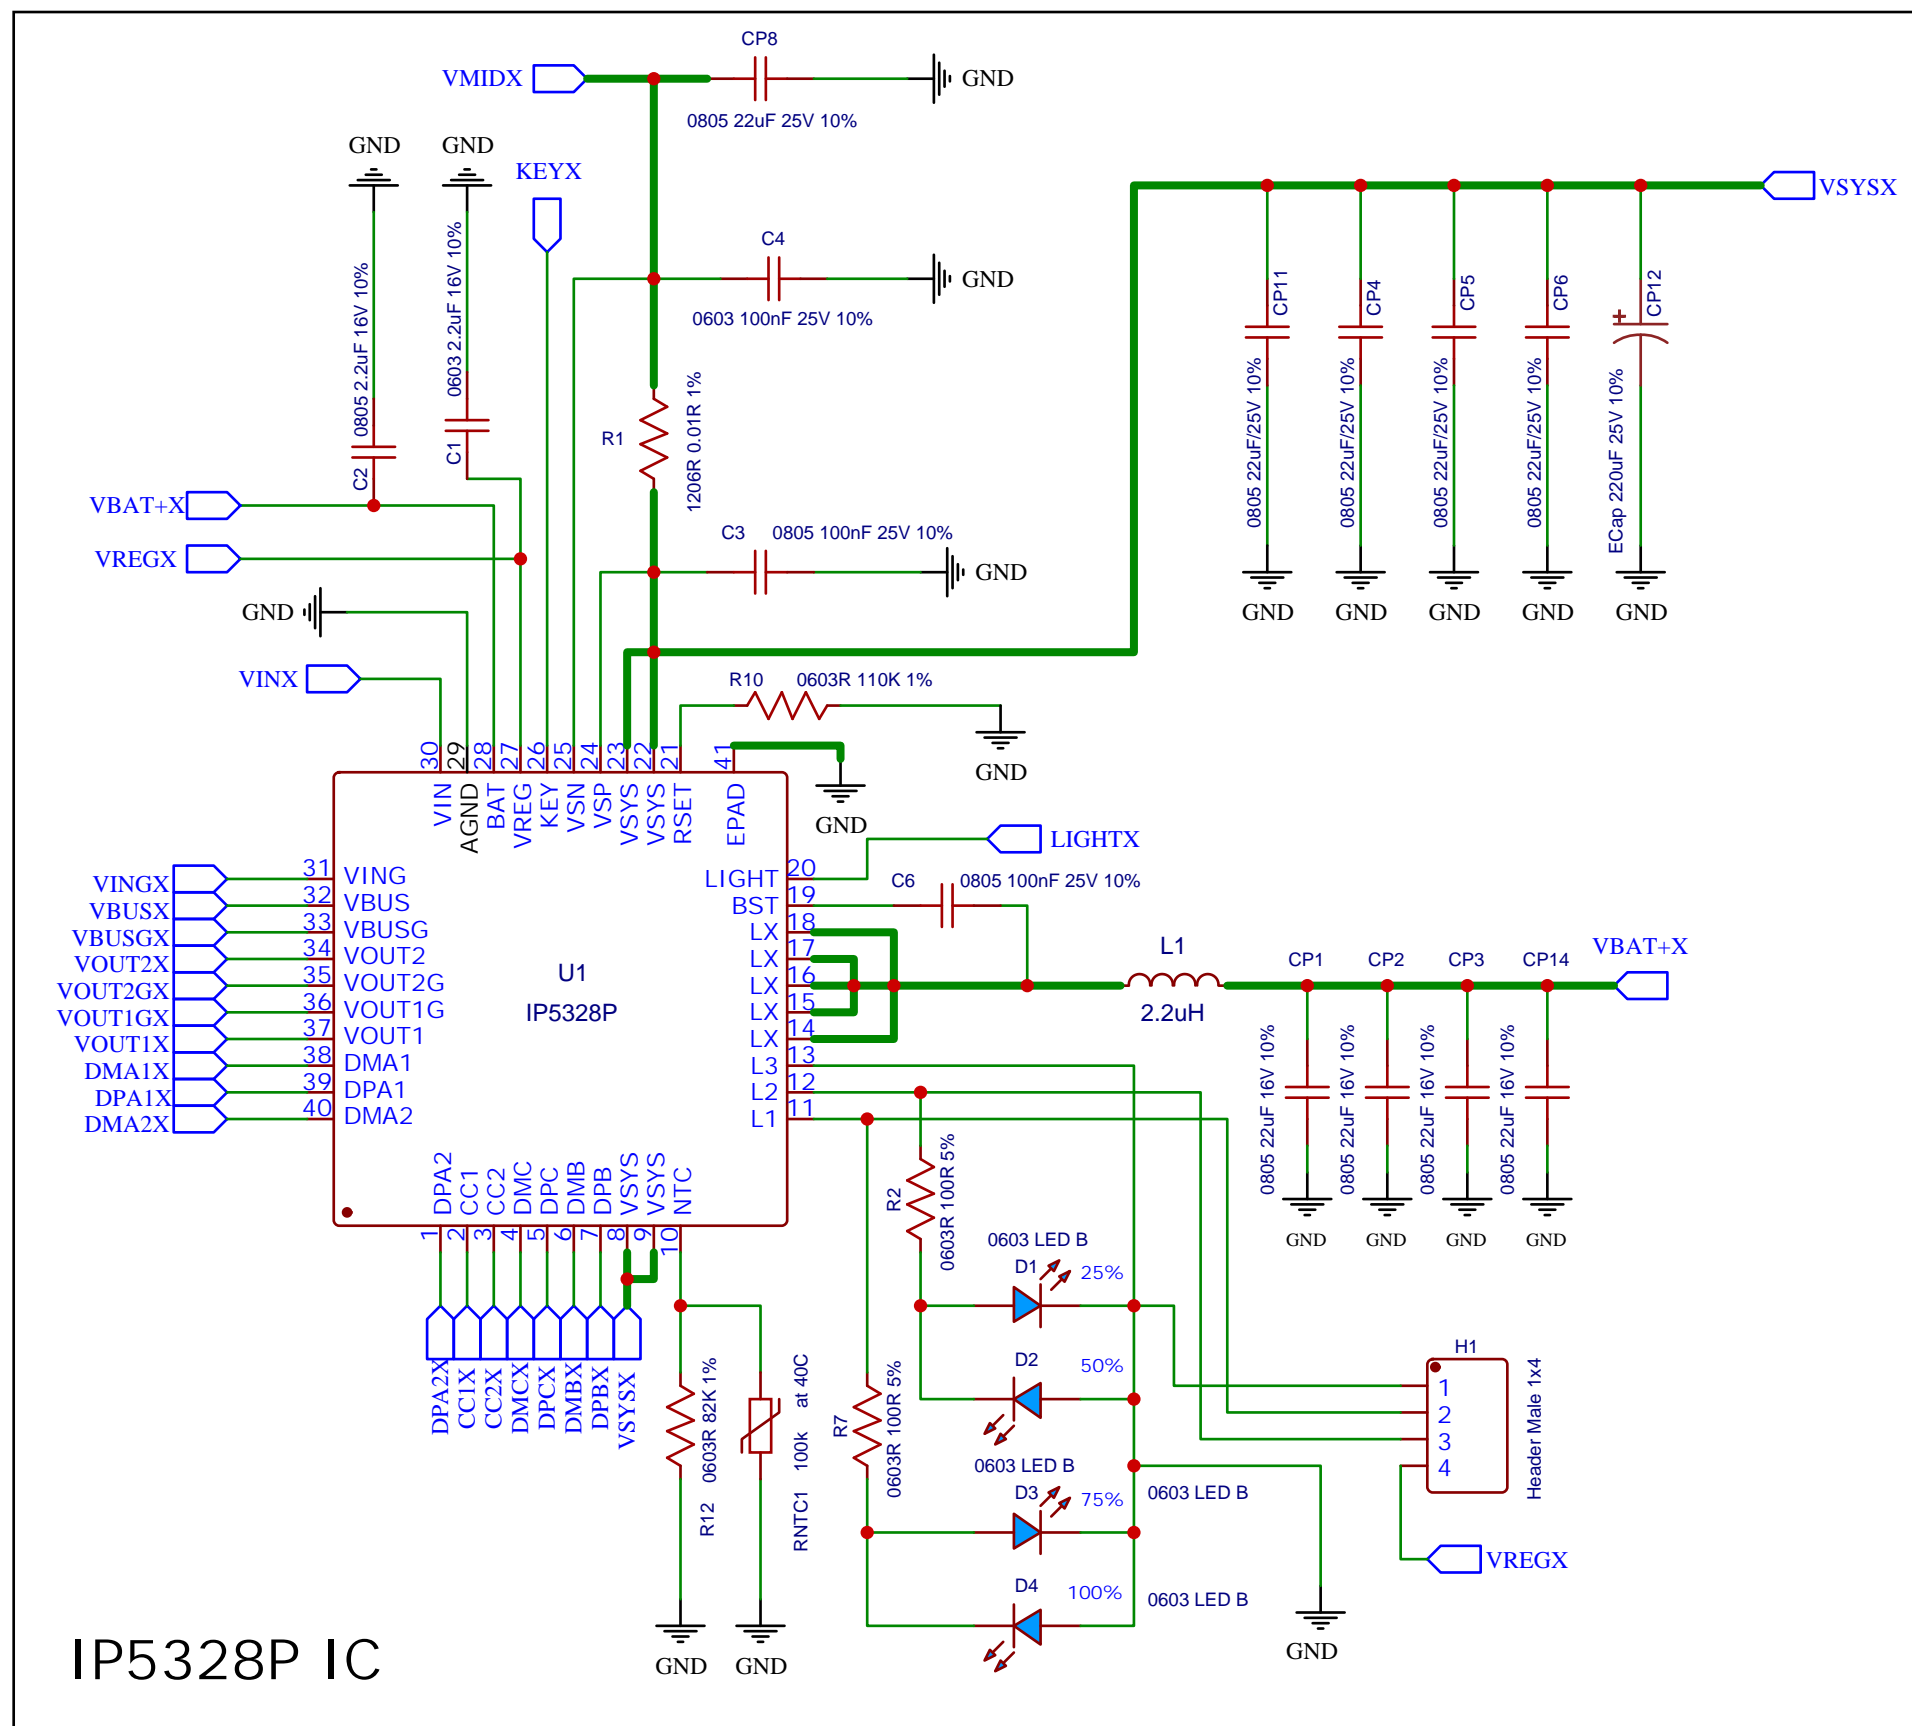 CP8
VMIDX
GND
0805 22uF 25V 10%
GND
GND
KEYX
VSYSX
0805 2.2uF 16V 10%
C2
0603 2.2uF 16V 10%
C1
C4
GND
0603 100nF 25V 10%
R1
1206R 0.01R 1%
CP11
0805 22uF/25V 10%
CP4
0805 22uF/25V 10%
CP5
0805 22uF/25V 10%
CP6
0805 22uF/25V 10%
+
CP12
ECap 220uF 25V 10%
GND
GND
GND
GND
GND
VBAT+X
VREGX
C3
0805 100nF 25V 10%
GND
GND
VINX
R10
0603R 110K 1%
GND
GND
30
29
28
27
26
25
24
23
22
21
41
VIN
AGND
BAT
VREG
KEY
VSN
VSP
VSYS
VSYS
RSET
EPAD
LIGHTX
VINGX
31
VING
VBUSX
32
VBUS
VBUSGX
33
VBUSG
VOUT2X
34
VOUT2
VOUT2GX
35
VOUT2G
VOUT1GX
36
VOUT1G
VOUT1X
37
VOUT1
DMA1X
38
DMA1
DPA1X
39
DPA1
DMA2X
40
DMA2
U1
IP5328P
LIGHT
20
BST
19
LX
18
LX
17
LX
16
LX
15
LX
14
L3
13
L2
12
L1
11
C6
0805 100nF 25V 10%
L1
2.2uH
CP1
CP2
CP3
CP14
VBAT+X
0805 22uF 16V 10%
0805 22uF 16V 10%
0805 22uF 16V 10%
0805 22uF 16V 10%
GND
GND
GND
GND
DPA2
CC1
CC2
DMC
DPC
DMB
DPB
VSYS
VSYS
NTC
1
2
3
4
5
6
7
8
9
10
DPA2X
CC1X
CC2X
DMCX
DPCX
DMBX
DPBX
VSYSX
R12
0603R 82K 1%
RNTC1
100k
at 40C
GND
GND
R2
0603R 100R 5%
R7
0603R 100R 5%
0603 LED B
D1
25%
D2
50%
0603 LED B
D3
75%
0603 LED B
D4
100%
0603 LED B
GND
H1
1
2
3
4
Header Male 1x4
VREGX
IP5328P IC